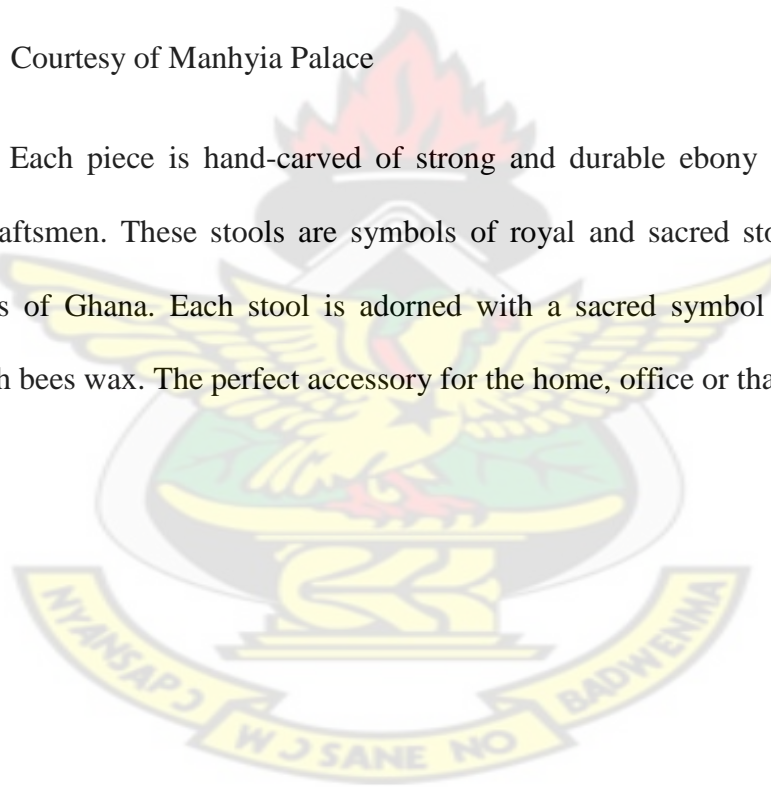 Courtesy of Manhyia Palace
Each piece is hand-carved of strong and durable ebony
aftsmen. These stools are symbols of royal and sacred sto
s of Ghana. Each stool is adorned with a sacred symbol
h bees wax. The perfect accessory for the home, office or tha
NYANSAPƆ WƆSANE NO BADWENMA